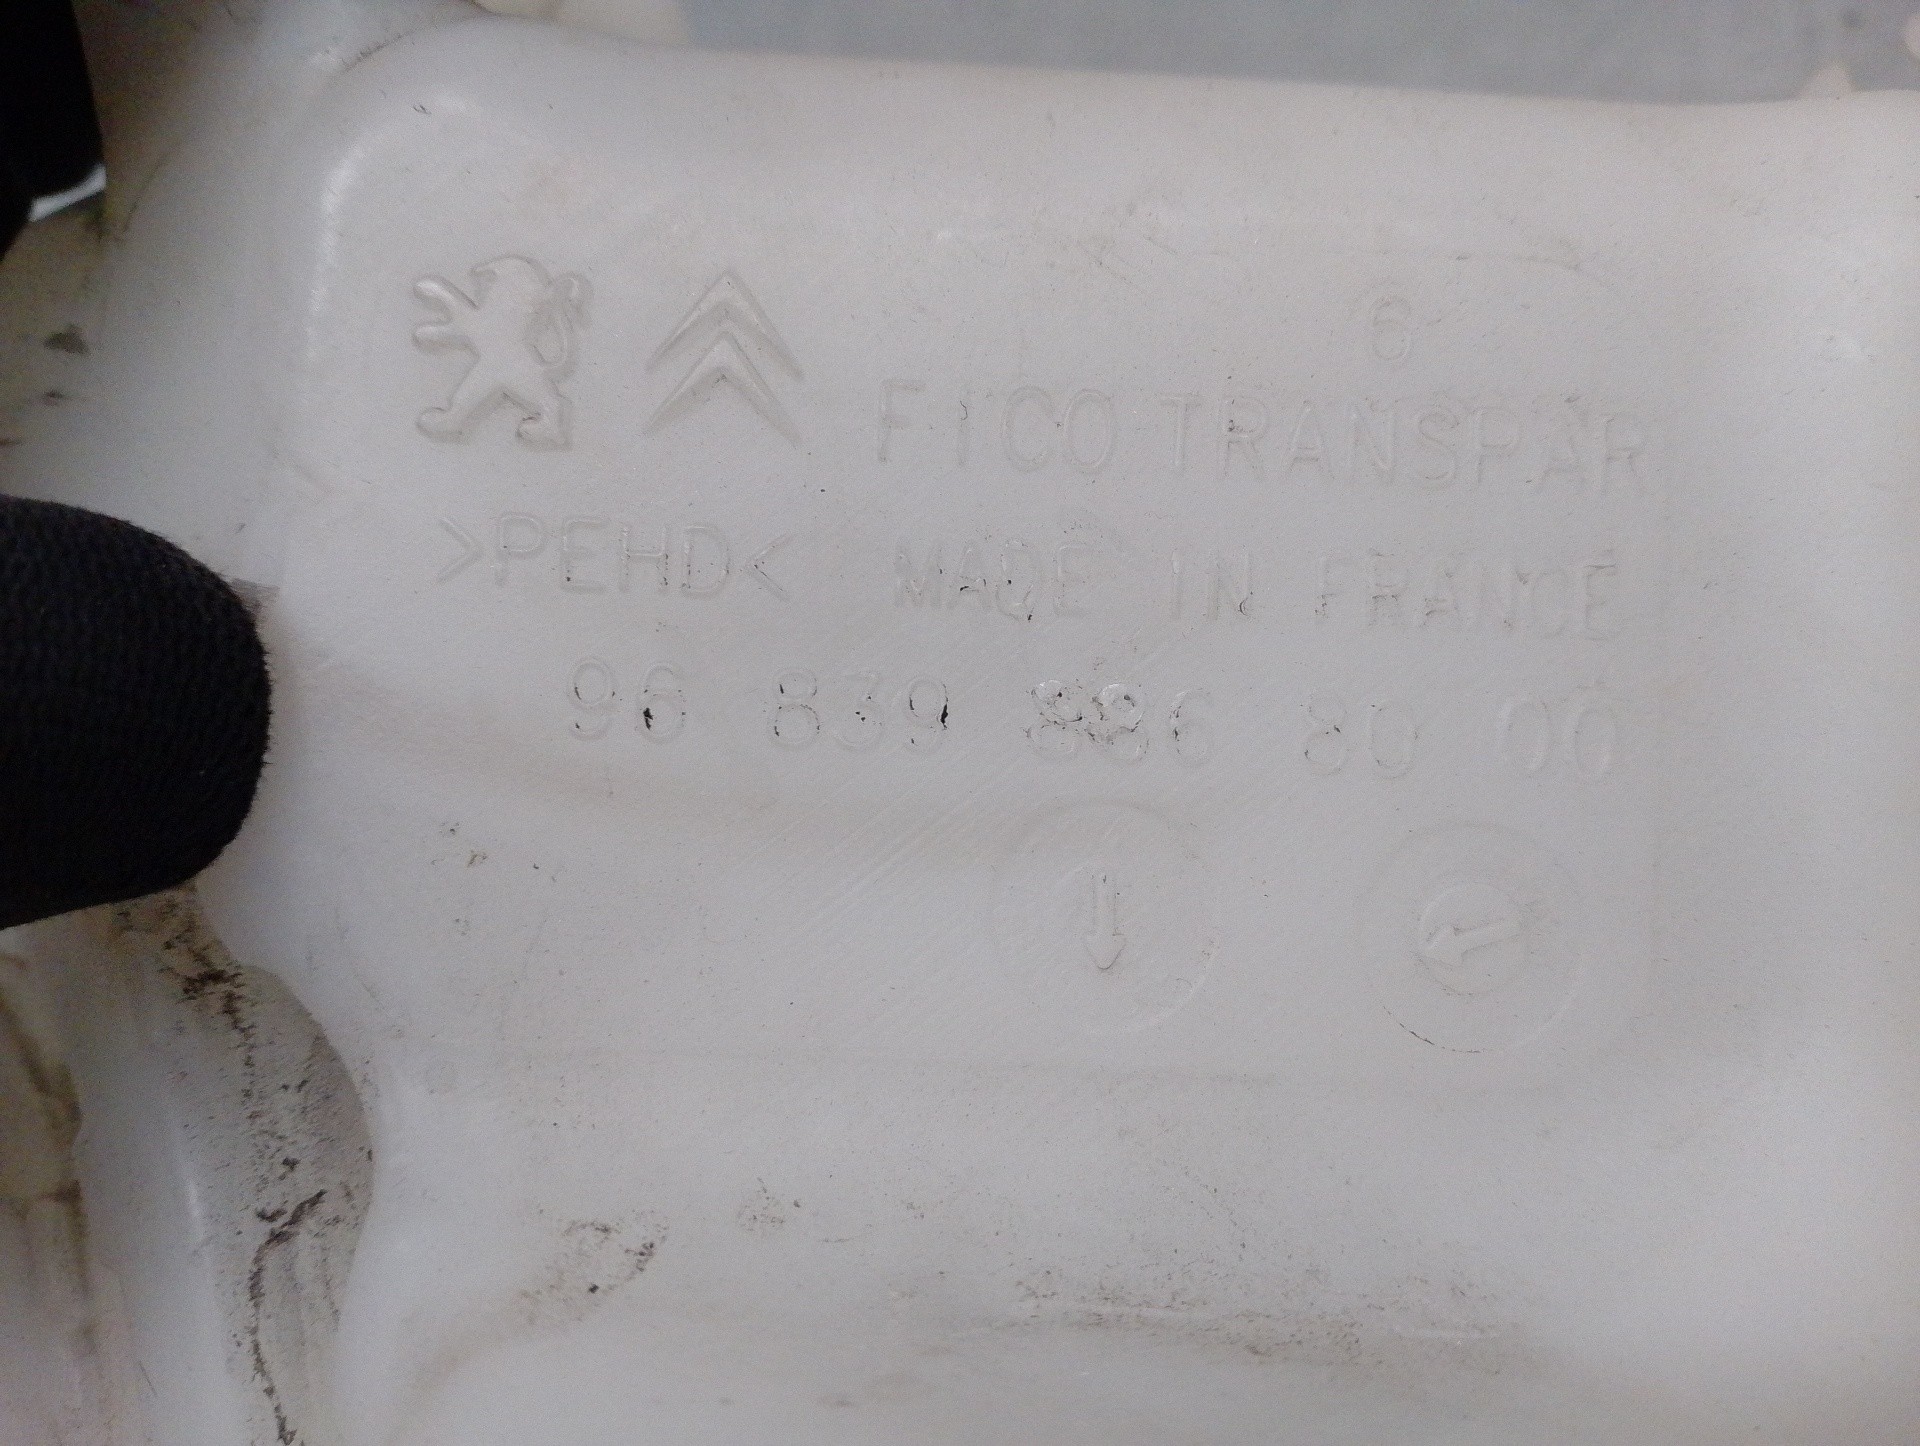 6
FICO TRANSPAR
>PEHD< MADE IN FRANCE
96 839 886 80 00